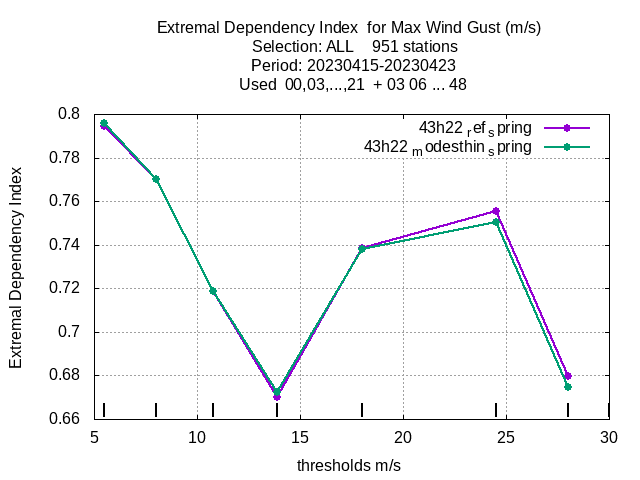 Extremal Dependency Index  for Max Wind Gust (m/s)
Selection: ALL    951 stations
Period: 20230415-20230423
Used  00,03,...,21  + 03 06 ... 48
0.8
0.78
0.76
0.74
0.72
0.7
0.68
0.66
Extremal Dependency Index
43h22 ref spring
43h22 modesthin spring
5 10 15 20 25 30
thresholds m/s